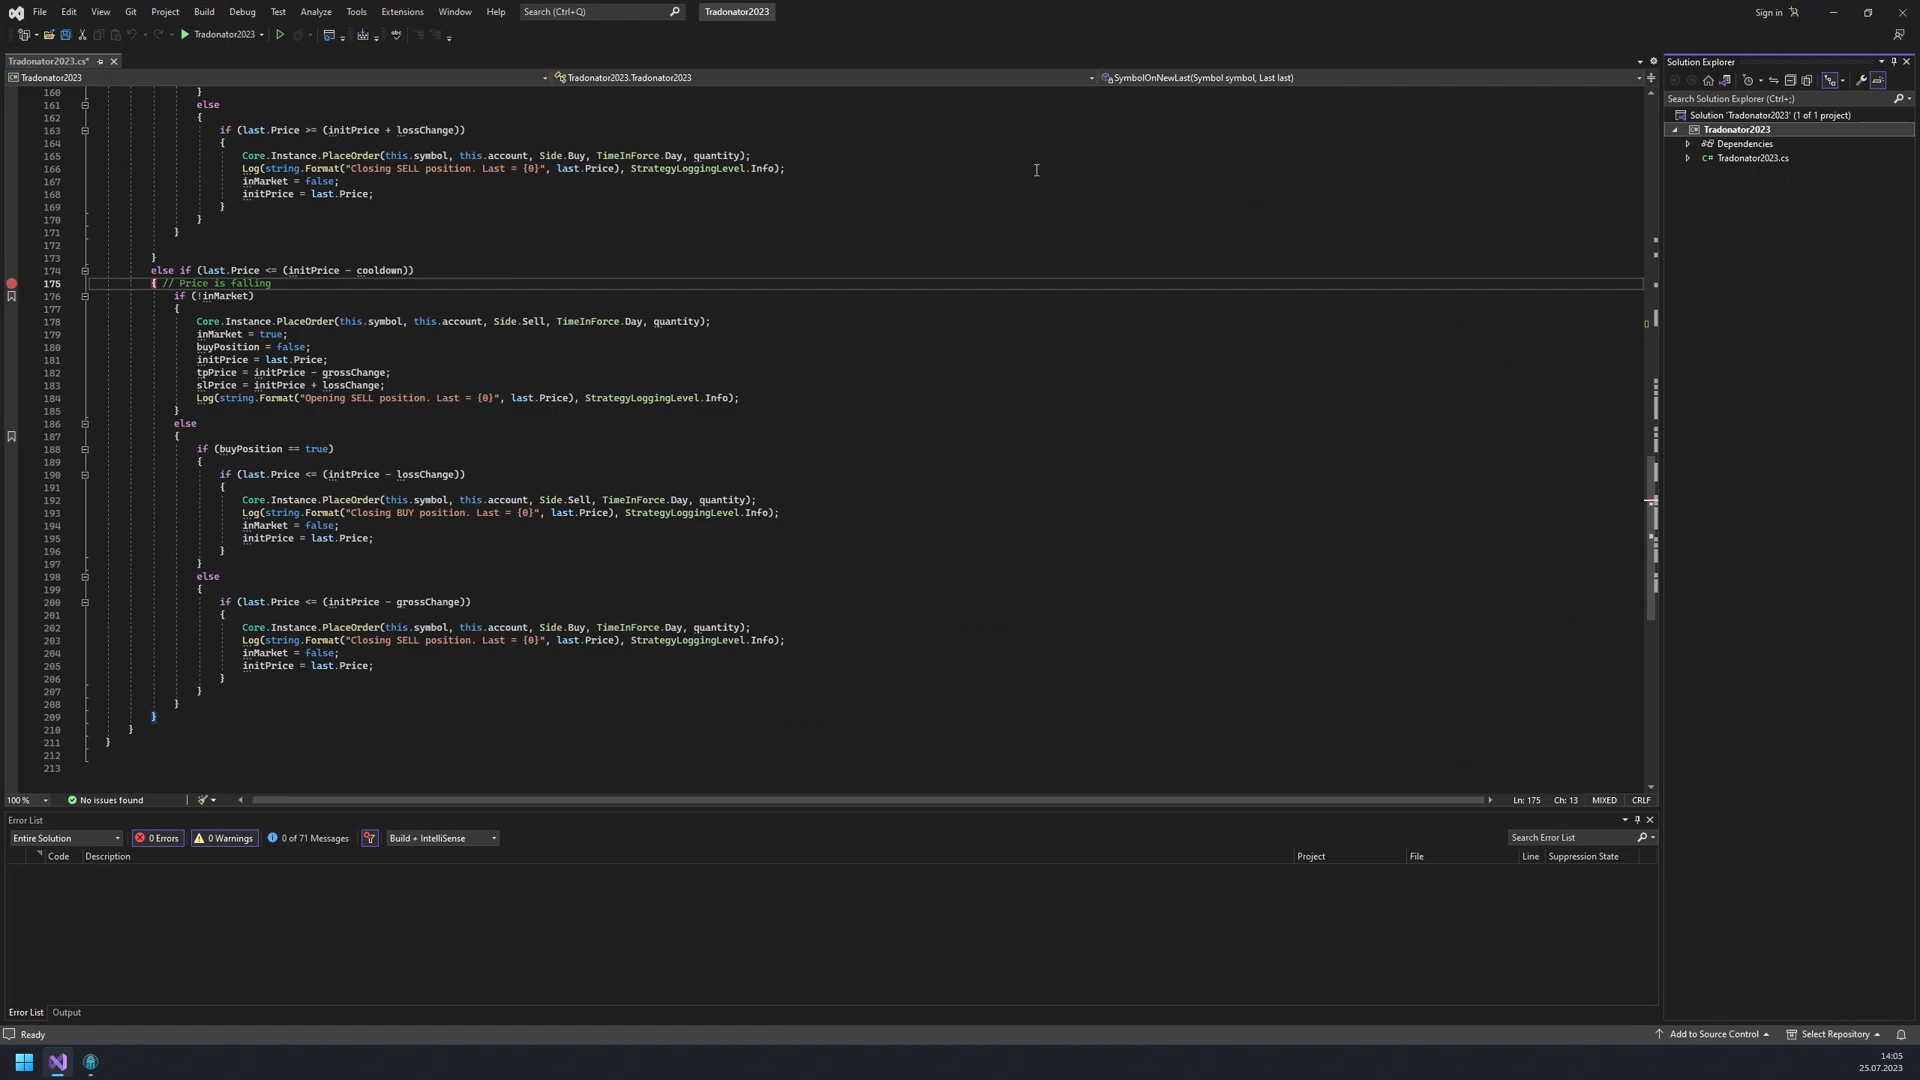 File Edit View Git Project Build Debug Test Analyze Tools Extensions Window Help Search (Ctrl+Q) Tradonator2023 Sign in
Tradonator2023
Tradonator2023.cs*
Tradonator2023 Tradonator2023.Tradonator2023 SymbolOnNewLast(Symbol symbol, Last last)
160 }
161 else
162 {
163 if (last.Price >= (initPrice + lossChange))
164 {
165 Core.Instance.PlaceOrder(this.symbol, this.account, Side.Buy, TimeInForce.Day, quantity);
166 Log(string.Format("Closing SELL position. Last = {0}", last.Price), StrategyLoggingLevel.Info);
167 inMarket = false;
168 initPrice = last.Price;
169 }
170 }
171 }
172
173 }
174 else if (last.Price <= (initPrice - cooldown))
175 { // Price is falling
176 if (!inMarket)
177 {
178 Core.Instance.PlaceOrder(this.symbol, this.account, Side.Sell, TimeInForce.Day, quantity);
179 inMarket = true;
180 buyPosition = false;
181 initPrice = last.Price;
182 tpPrice = initPrice - grossChange;
183 slPrice = initPrice + lossChange;
184 Log(string.Format("Opening SELL position. Last = {0}", last.Price), StrategyLoggingLevel.Info);
185 }
186 else
187 {
188 if (buyPosition == true)
189 {
190 if (last.Price <= (initPrice - lossChange))
191 {
192 Core.Instance.PlaceOrder(this.symbol, this.account, Side.Sell, TimeInForce.Day, quantity);
193 Log(string.Format("Closing BUY position. Last = {0}", last.Price), StrategyLoggingLevel.Info);
194 inMarket = false;
195 initPrice = last.Price;
196 }
197 }
198 else
199 {
200 if (last.Price <= (initPrice - grossChange))
201 {
202 Core.Instance.PlaceOrder(this.symbol, this.account, Side.Buy, TimeInForce.Day, quantity);
203 Log(string.Format("Closing SELL position. Last = {0}", last.Price), StrategyLoggingLevel.Info);
204 inMarket = false;
205 initPrice = last.Price;
206 }
207 }
208 }
209 }
210 }
211 }
212
213
100 % No issues found Ln: 175 Ch: 13 MIXED CRLF
Solution Explorer
Search Solution Explorer (Ctrl+;)
Solution 'Tradonator2023' (1 of 1 project)
Tradonator2023
Dependencies
C# Tradonator2023.cs
Error List
Entire Solution 0 Errors 0 Warnings 0 of 71 Messages Build + IntelliSense Search Error List
Code Description Project File Line Suppression State
Error List Output
Ready Add to Source Control Select Repository
14:05
25.07.2023